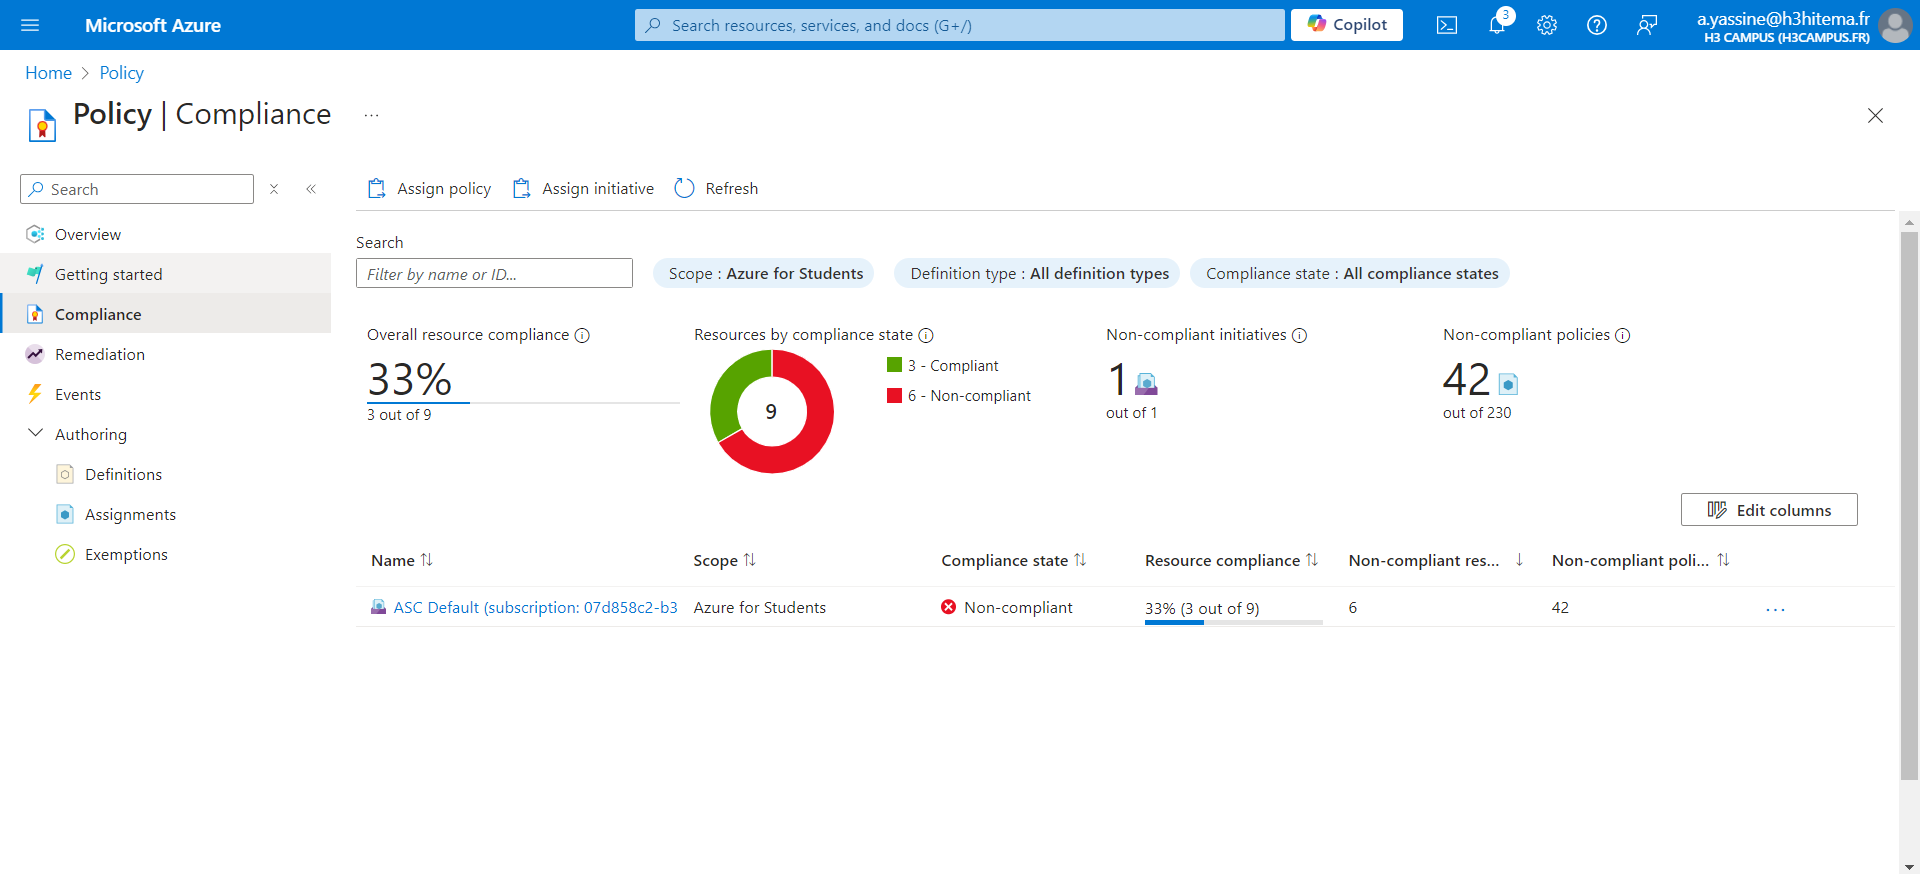 Microsoft Azure
Search resources, services, and docs (G+/)
Copilot
3
a.yassine@h3hitema.fr
H3 CAMPUS (H3CAMPUS.FR)
Home > Policy
Policy | Compliance ...
Search
Assign policy
Assign initiative
Refresh
Overview
Getting started
Compliance
Remediation
Events
Authoring
Definitions
Assignments
Exemptions
Search
Filter by name or ID...
Scope : Azure for Students
Definition type : All definition types
Compliance state : All compliance states
Overall resource compliance
33%
3 out of 9
Resources by compliance state
9
3 - Compliant
6 - Non-compliant
Non-compliant initiatives
1
out of 1
Non-compliant policies
42
out of 230
Edit columns
Name Scope Compliance state Resource compliance Non-compliant res... Non-compliant poli...
ASC Default (subscription: 07d858c2-b3 Azure for Students Non-compliant 33% (3 out of 9) 6 42 ...